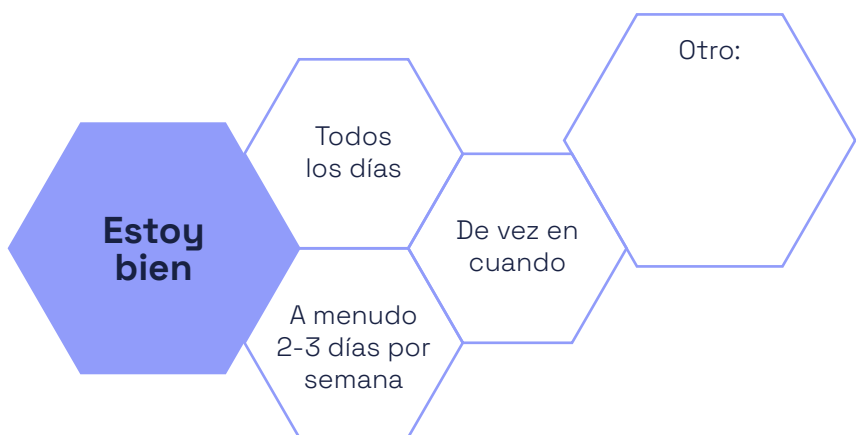 Estoy
bien
Todos
los días
A menudo
2-3 días por
semana
De vez en
cuando
Otro: